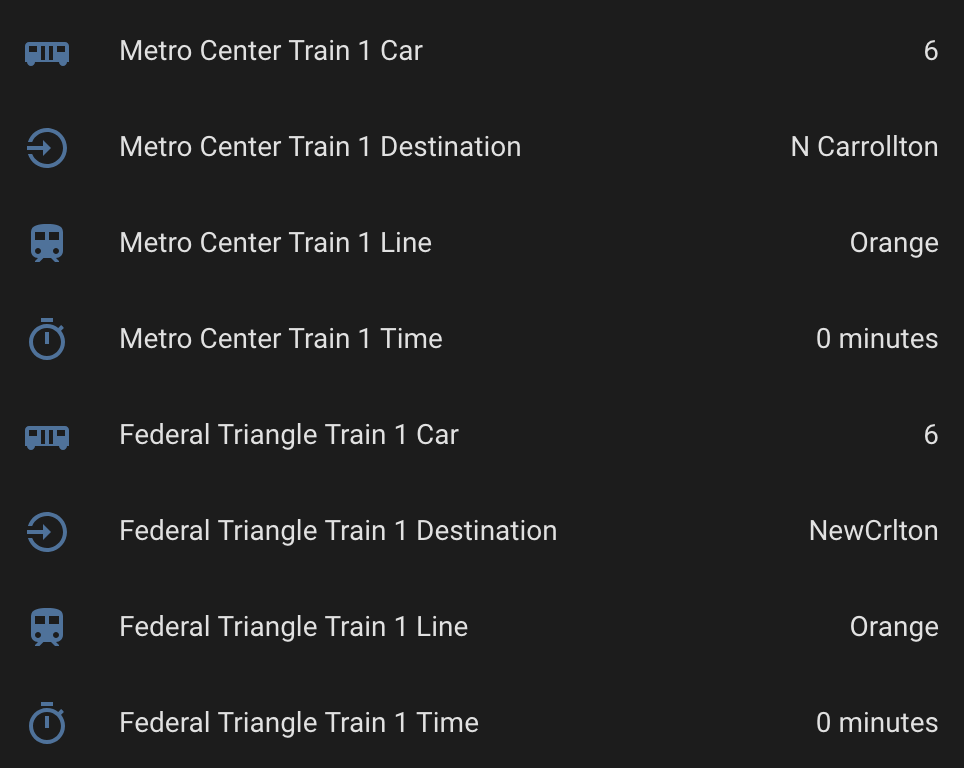 Metro Center Train 1 Car 6
Metro Center Train 1 Destination N Carrollton
Metro Center Train 1 Line Orange
Metro Center Train 1 Time 0 minutes
Federal Triangle Train 1 Car 6
Federal Triangle Train 1 Destination NewCrlton
Federal Triangle Train 1 Line Orange
Federal Triangle Train 1 Time 0 minutes